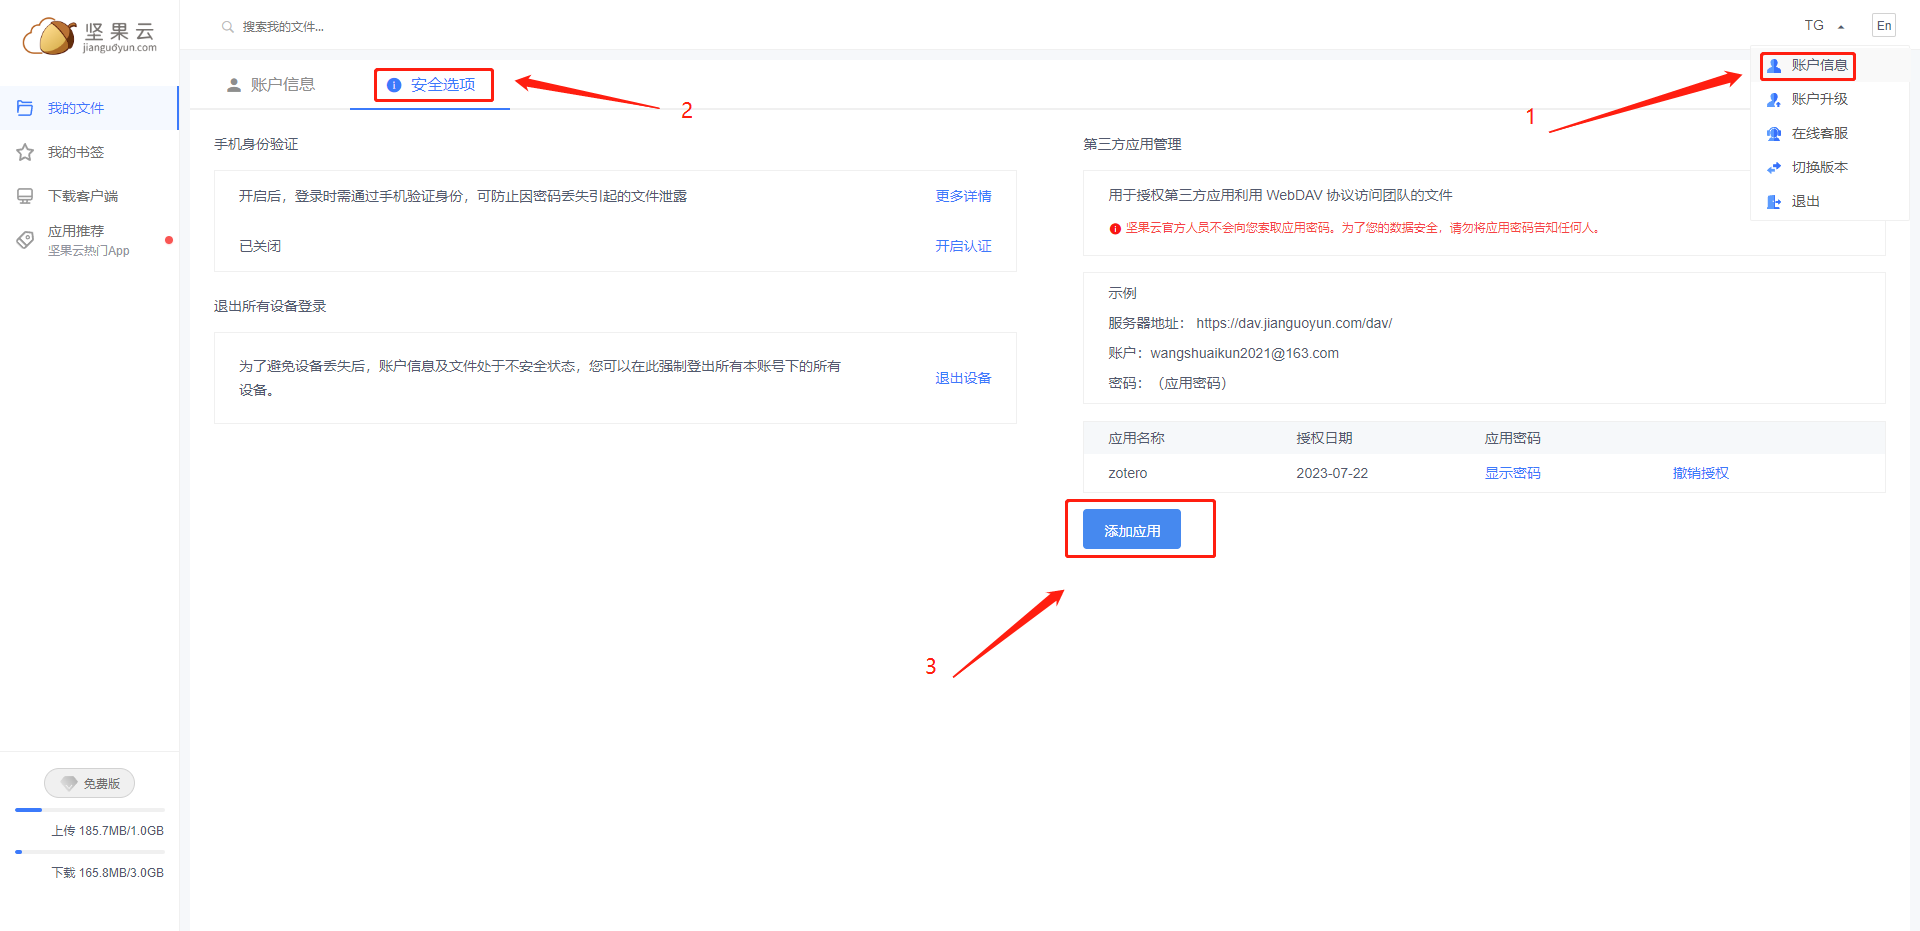 坚果云
jianguoyun.com
搜索我的文件...
TG
En
我的文件
我的书签
下载客户端
应用推荐
坚果云热门App
账户信息
安全选项
2
1
账户信息
账户升级
在线客服
切换版本
退出
手机身份验证
开启后，登录时需通过手机验证身份，可防止因密码丢失引起的文件泄露
更多详情
已关闭
开启认证
退出所有设备登录
为了避免设备丢失后，账户信息及文件处于不安全状态，您可以在此强制登出所有本账号下的所有
设备。
退出设备
第三方应用管理
用于授权第三方应用利用 WebDAV 协议访问团队的文件
坚果云官方人员不会向您索取应用密码。为了您的数据安全，请勿将应用密码告知任何人。
示例
服务器地址： https://dav.jianguoyun.com/dav/
账户：wangshuaikun2021@163.com
密码：（应用密码）
应用名称 授权日期 应用密码
zotero 2023-07-22 显示密码 撤销授权
添加应用
3
免费版
上传 185.7MB/1.0GB
下载 165.8MB/3.0GB